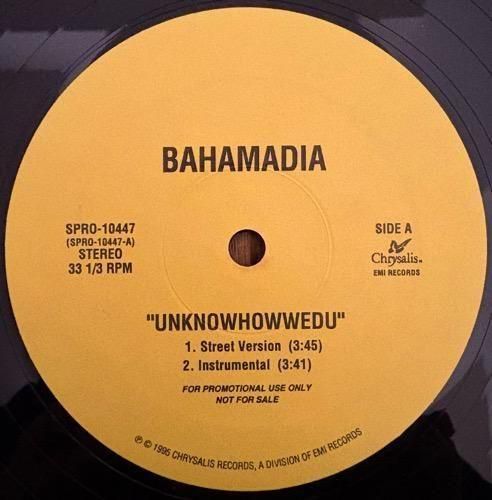 BAHAMADIA
SPRO-10447
(SPRO-10447-A)
STEREO
33 1/3 RPM
SIDE A
Chrysalis®
EMI RECORDS
"UNKNOWHOWWEDU"
1. Street Version (3:45)
2. Instrumental (3:41)
FOR PROMOTIONAL USE ONLY
NOT FOR SALE
℗ © 1995 CHRYSALIS RECORDS, A DIVISION OF EMI RECORDS